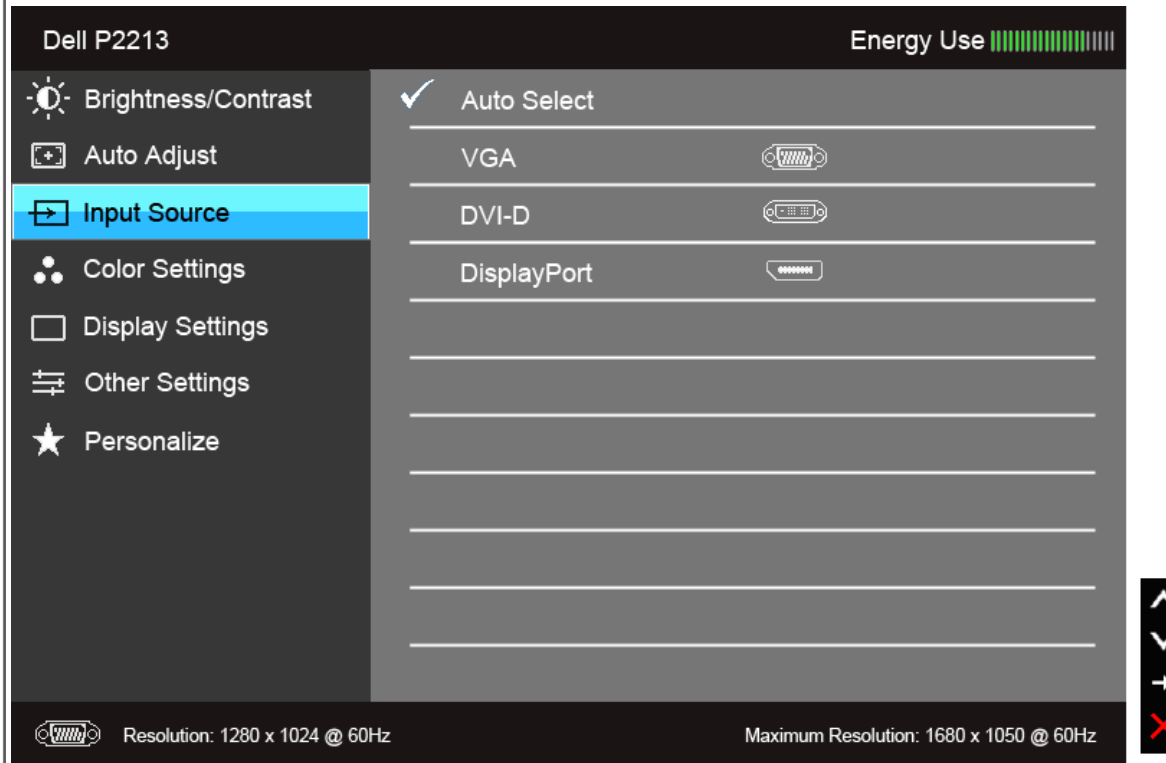 Dell P2213
Energy Use
Brightness/Contrast
Auto Adjust
Input Source
Color Settings
Display Settings
Other Settings
Personalize
Auto Select
VGA
DVI-D
DisplayPort
Resolution: 1280 x 1024 @ 60Hz
Maximum Resolution: 1680 x 1050 @ 60Hz